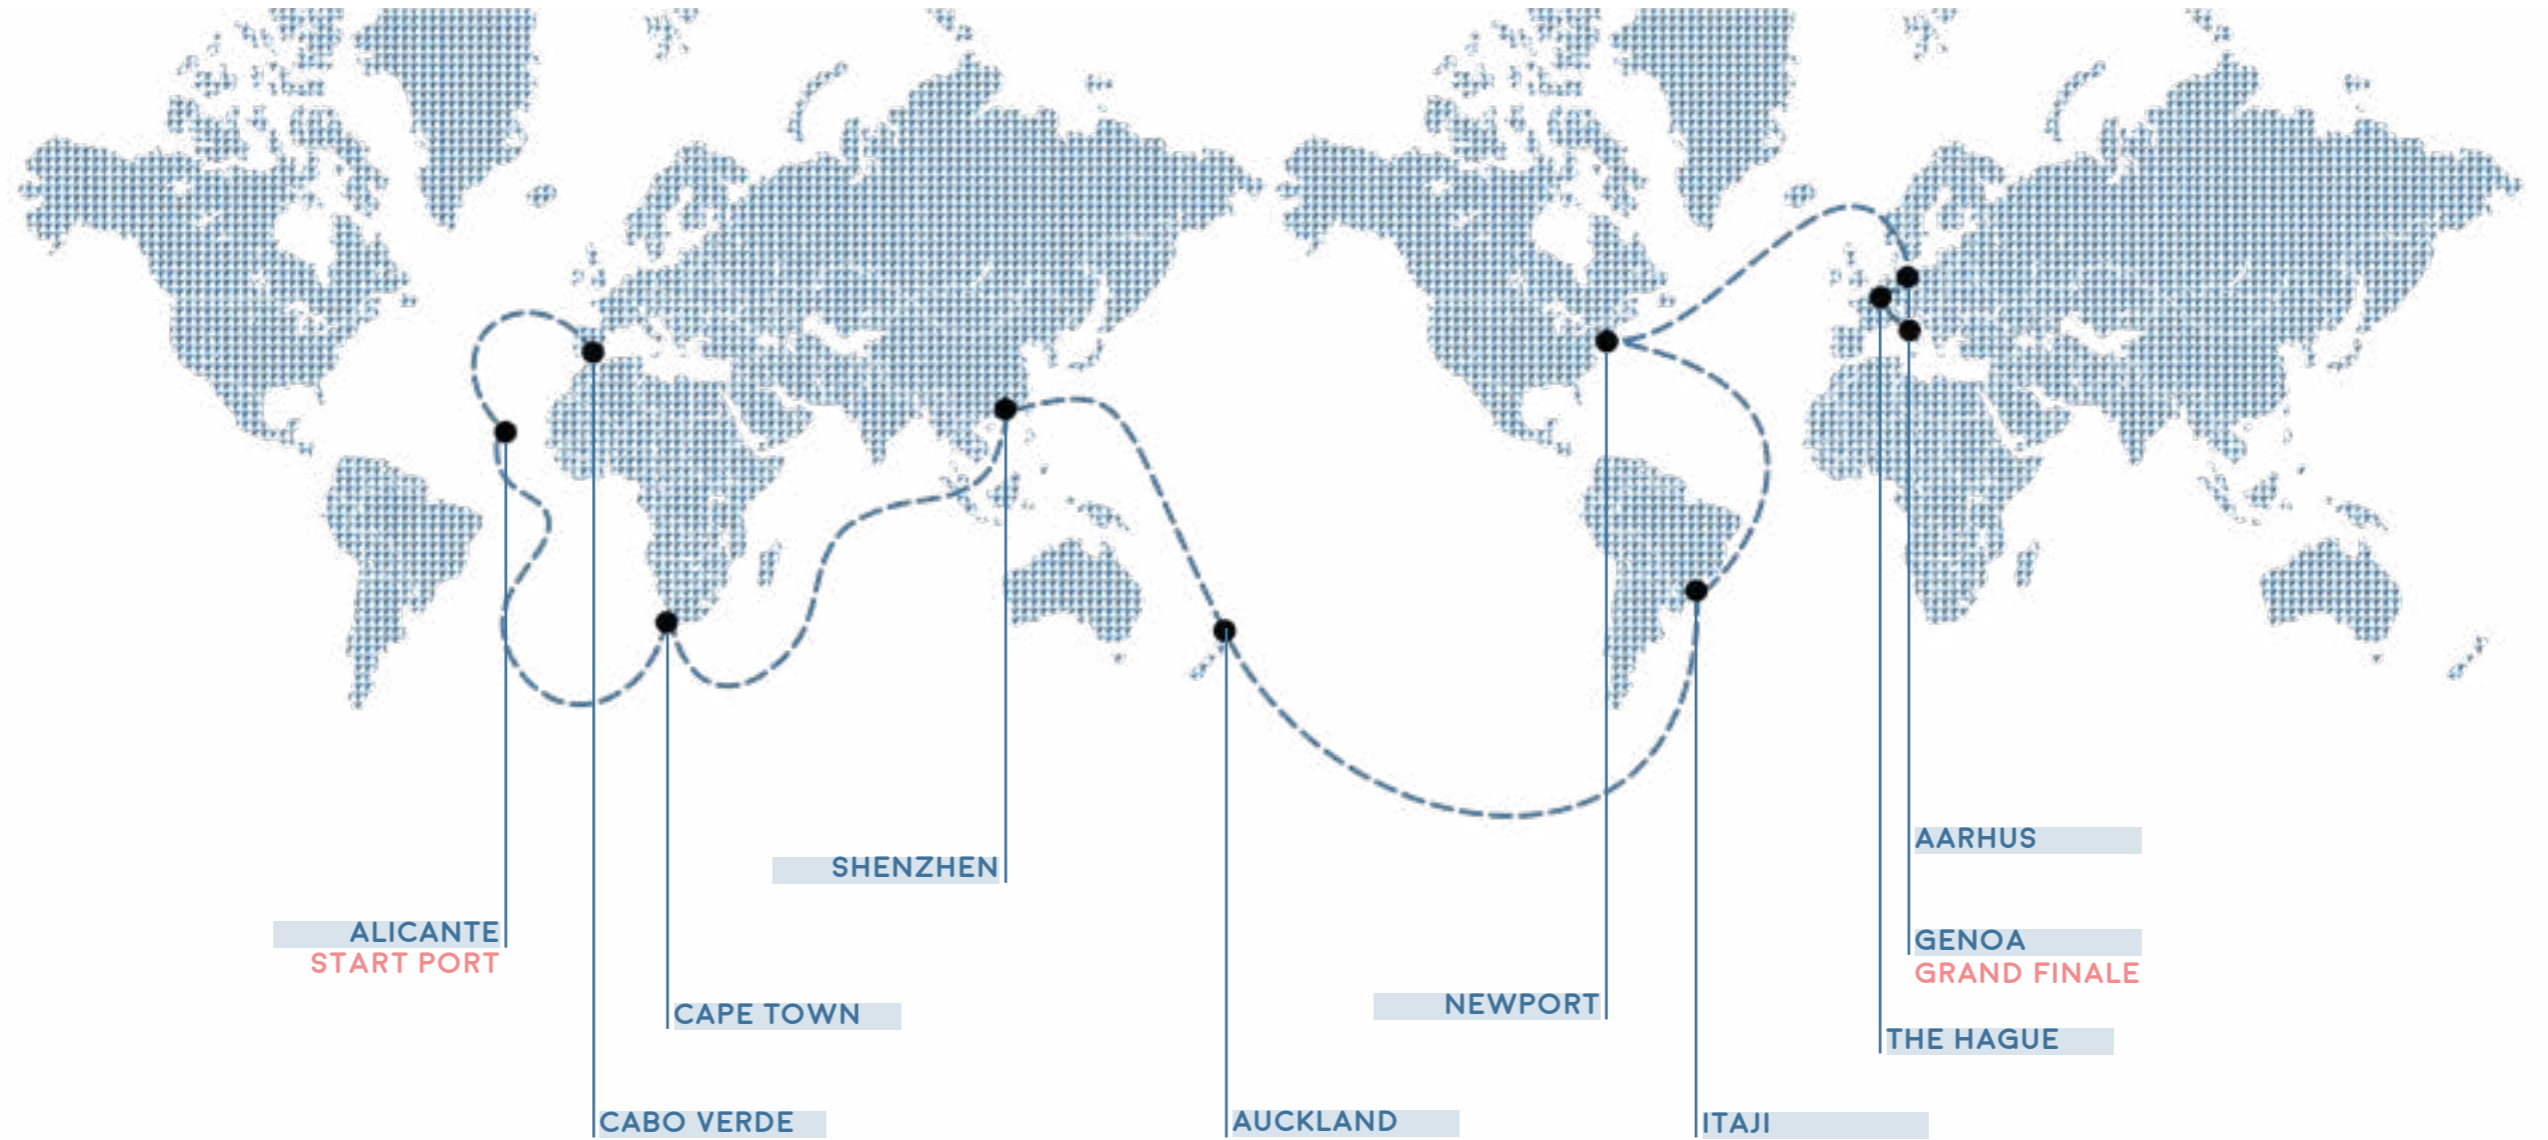 AARHUS
SHENZHEN
ALICANTE
START PORT
GENOA
GRAND FINALE
NEWPORT
CAPE TOWN
THE HAGUE
CABO VERDE
AUCKLAND
ITAJI